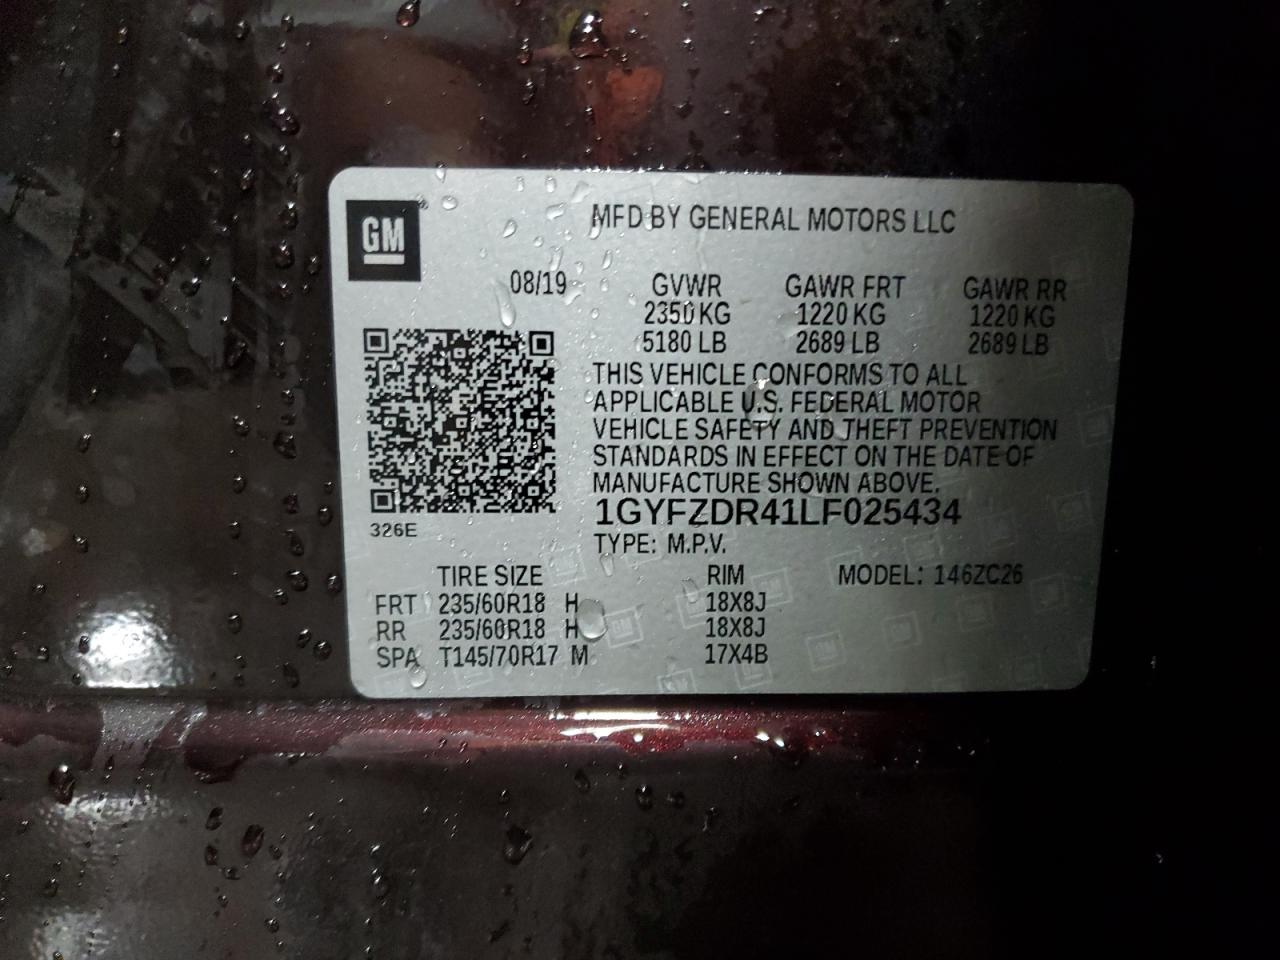 GM
MFD BY GENERAL MOTORS LLC
08/19 GVWR GAWR FRT GAWR RR
2350 KG 1220 KG 1220 KG
5180 LB 2689 LB 2689 LB
THIS VEHICLE CONFORMS TO ALL
APPLICABLE U.S. FEDERAL MOTOR
VEHICLE SAFETY AND THEFT PREVENTION
STANDARDS IN EFFECT ON THE DATE OF
MANUFACTURE SHOWN ABOVE.
1GYFZDR41LF025434
326E
TYPE: M.P.V.
TIRE SIZE RIM MODEL: 146ZC26
FRT 235/60R18 H 18X8J
RR 235/60R18 H 18X8J
SPA T145/70R17 M 17X4B